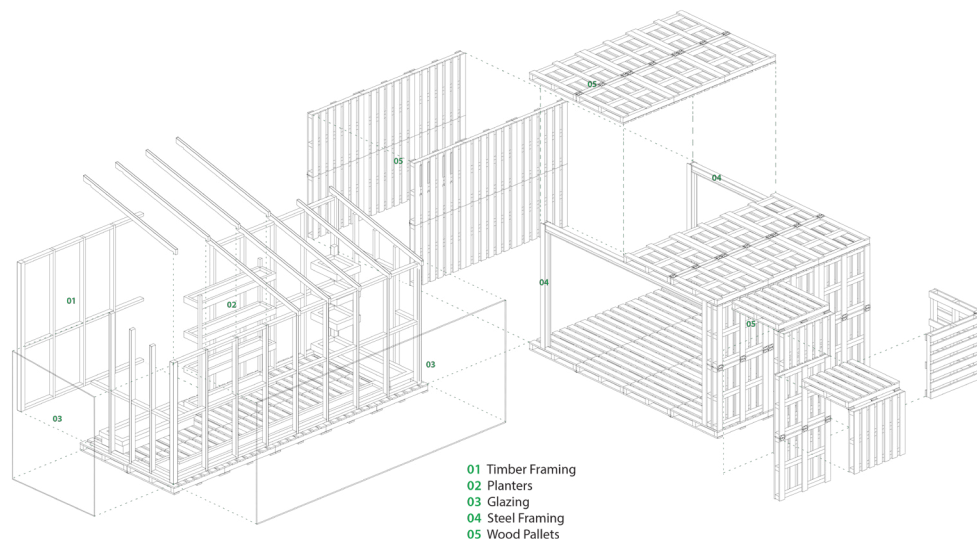 05
05
04
01
02
04
05
03
03
01 Timber Framing
02 Planters
03 Glazing
04 Steel Framing
05 Wood Pallets